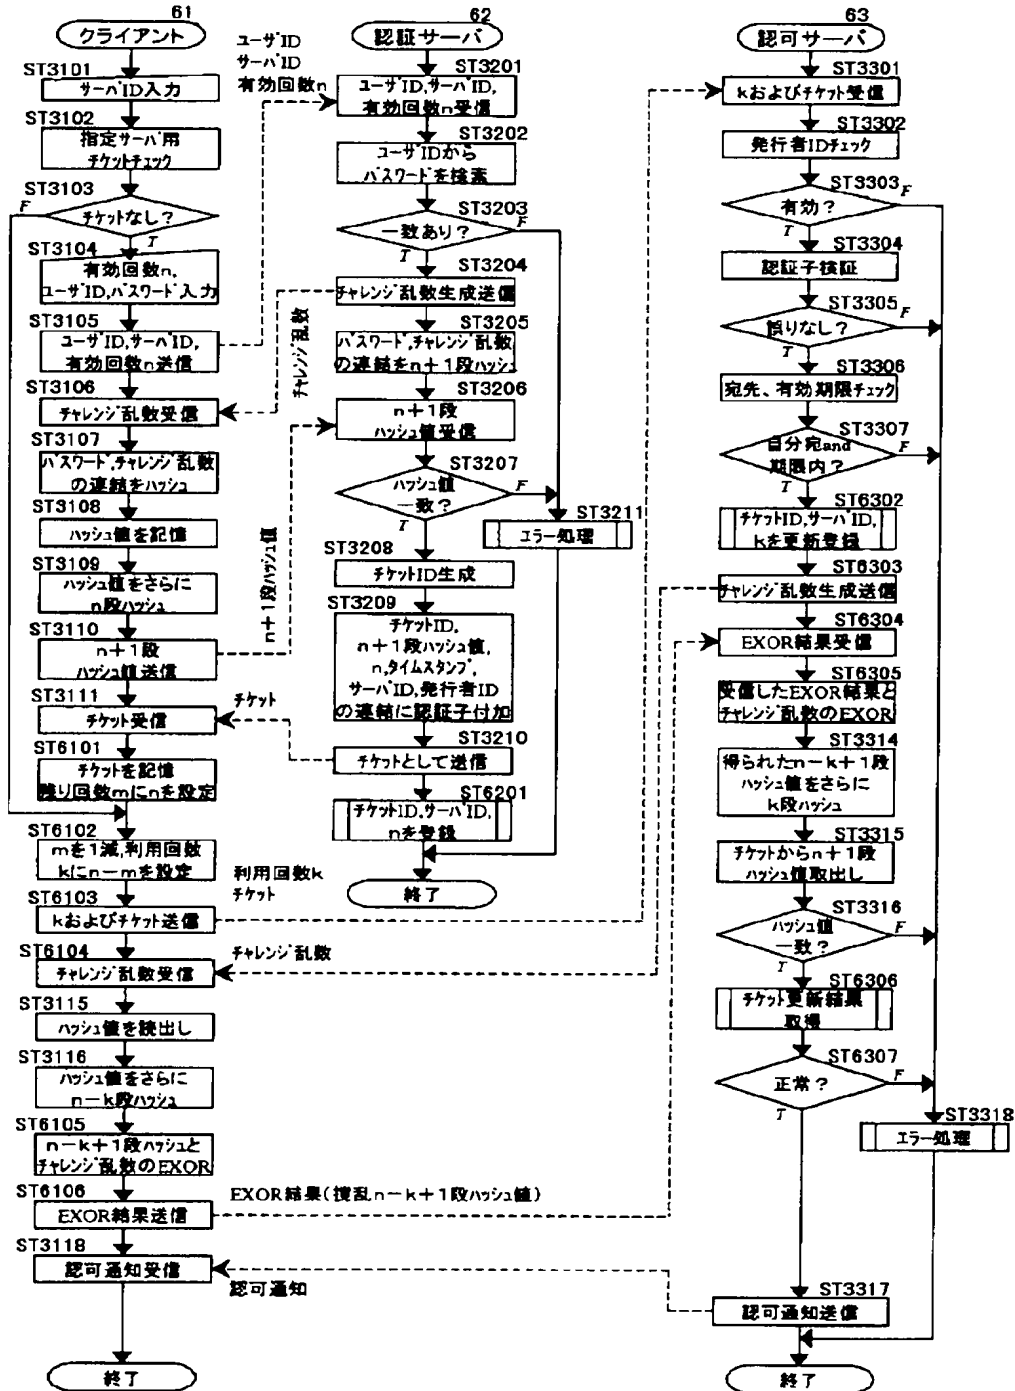 61
クライアント
ST3101
サーバID入力
ST3102
指定サーバ用
チケットチェック
ST3103
F
チケットなし?
T
ST3104
有効回数n,
ユーザID,パスワード入力
ST3105
ユーザID,サーバID,
有効回数n送信
ST3106
チャレンジ乱数受信
ST3107
パスワード,チャレンジ乱数
の連結をハッシュ
ST3108
ハッシュ値を記憶
ST3109
ハッシュ値をさらに
n段ハッシュ
ST3110
n+1段
ハッシュ値送信
ST3111
チケット受信
ST6101
チケットを記憶
残り回数mにnを設定
ST6102
mを1減,利用回数
kにn-mを設定
ST6103
kおよびチケット送信
ST6104
チャレンジ乱数受信
ST3115
ハッシュ値を読出し
ST3116
ハッシュ値をさらに
n-k段ハッシュ
ST6105
n-k+1段ハッシュと
チャレンジ乱数のEXOR
ST6106
EXOR結果送信
ST3118
認可通知受信
終了
ユーザID
サーバID
有効回数n
チャレンジ乱数
n+1段ハッシュ値
チケット
利用回数k
チケット
チャレンジ乱数
EXOR結果(撹乱n-k+1段ハッシュ値)
認可通知
62
認証サーバ
ST3201
ユーザID,サーバID,
有効回数n受信
ST3202
ユーザIDから
パスワードを検索
ST3203
一致あり?
F
T
ST3204
チャレンジ乱数生成送信
ST3205
パスワード,チャレンジ乱数
の連結をn+1段ハッシュ
ST3206
n+1段
ハッシュ値受信
ST3207
ハッシュ値
一致?
F
T
ST3211
エラー処理
ST3208
チケットID生成
ST3209
チケットID,
n+1段ハッシュ値,
n,タイムスタンプ,
サーバID,発行者ID
の連結に認証子付加
ST3210
チケットとして送信
ST6201
チケットID,サーバID,
nを登録
終了
63
認可サーバ
ST3301
kおよびチケット受信
ST3302
発行者IDチェック
ST3303
有効?
F
T
ST3304
認証子検証
ST3305
誤りなし?
F
T
ST3306
宛先、有効期限チェック
ST3307
自分宛and
期限内?
F
T
ST6302
チケットID,サーバID,
kを更新登録
ST6303
チャレンジ乱数生成送信
ST6304
EXOR結果受信
ST6305
受信したEXOR結果と
チャレンジ乱数のEXOR
ST3314
得られたn-k+1段
ハッシュ値をさらに
k段ハッシュ
ST3315
チケットからn+1段
ハッシュ値取出し
ST3316
ハッシュ値
一致?
F
T
ST6306
チケット更新結果
取得
ST6307
正常?
F
T
ST3318
エラー処理
ST3317
認可通知送信
終了